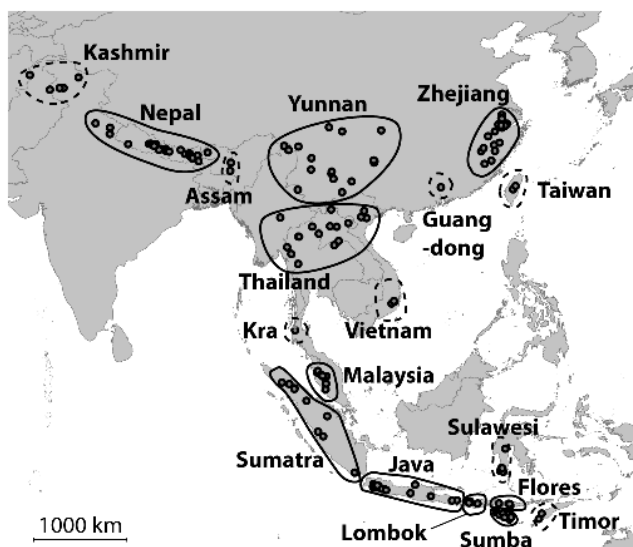 Kashmir
Nepal
Yunnan
Zhejiang
Assam
Guang
-dong
Taiwan
Thailand
Kra
Vietnam
Malaysia
Sulawesi
Sumatra
Java
Flores
Lombok
Timor
Sumba
1000 km